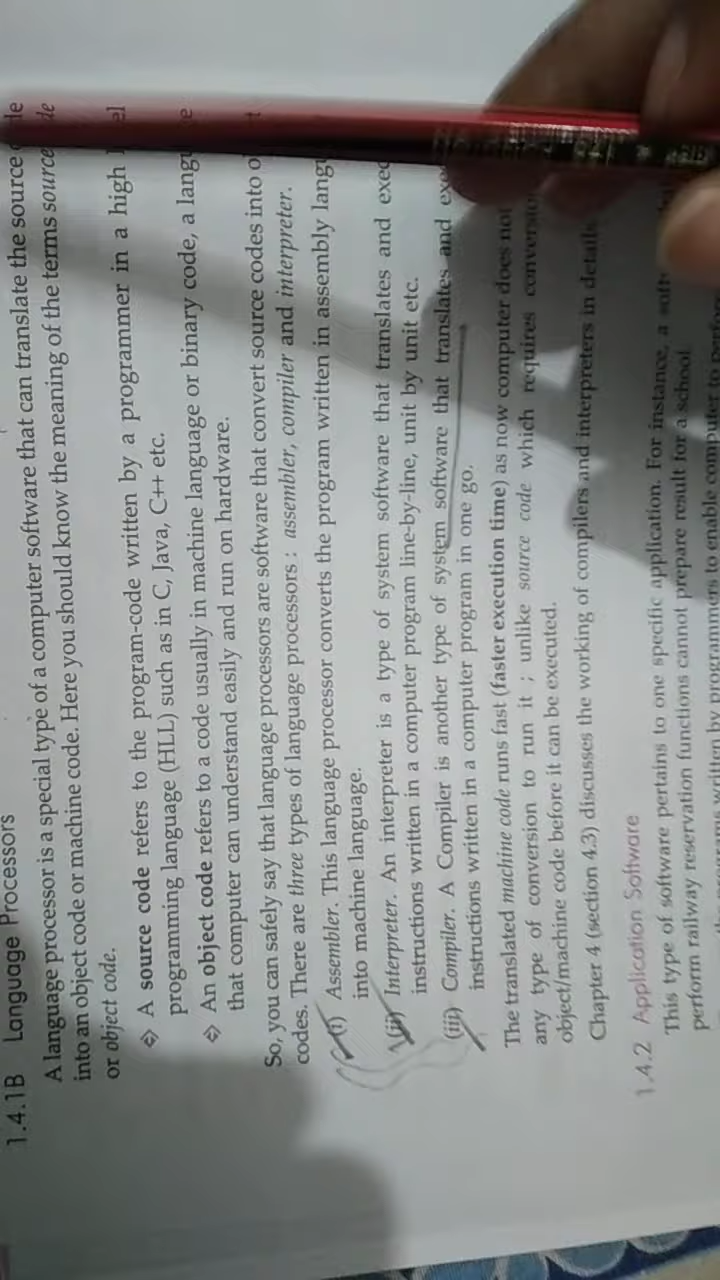 1.4.1B Language Processors
A language processor is a special type of a computer software that can translate the source
into an object code or machine code. Here you should know the meaning of the terms source
or object code.
A source code refers to the program-code written by a programmer in a high
programming language (HLL) such as in C, Java, C++ etc.
An object code refers to a code usually in machine language or binary code, a
that computer can understand easily and run on hardware.
So, you can safely say that language processors are software that convert source codes into
codes. There are three types of language processors : assembler, compiler and interpreter.
(i) Assembler. This language processor converts the program written in assembly
into machine language.
(ii) Interpreter. An interpreter is a type of system software that translates and
instructions written in a computer program line-by-line, unit by unit etc.
(iii) Compiler. A Compiler is another type of system software that translates and
instructions written in a computer program in one go.
The translated machine code runs fast (faster execution time) as now computer does not
any type of conversion to run it ; unlike source code which requires
object/machine code before it can be executed.
Chapter 4 (section 4.3) discusses the working of compilers and interpreters in details
1.4.2 Application Software
This type of software pertains to one specific application. For instance, a
perform railway reservation functions cannot prepare result for a school.
written by programmers to enable computer to